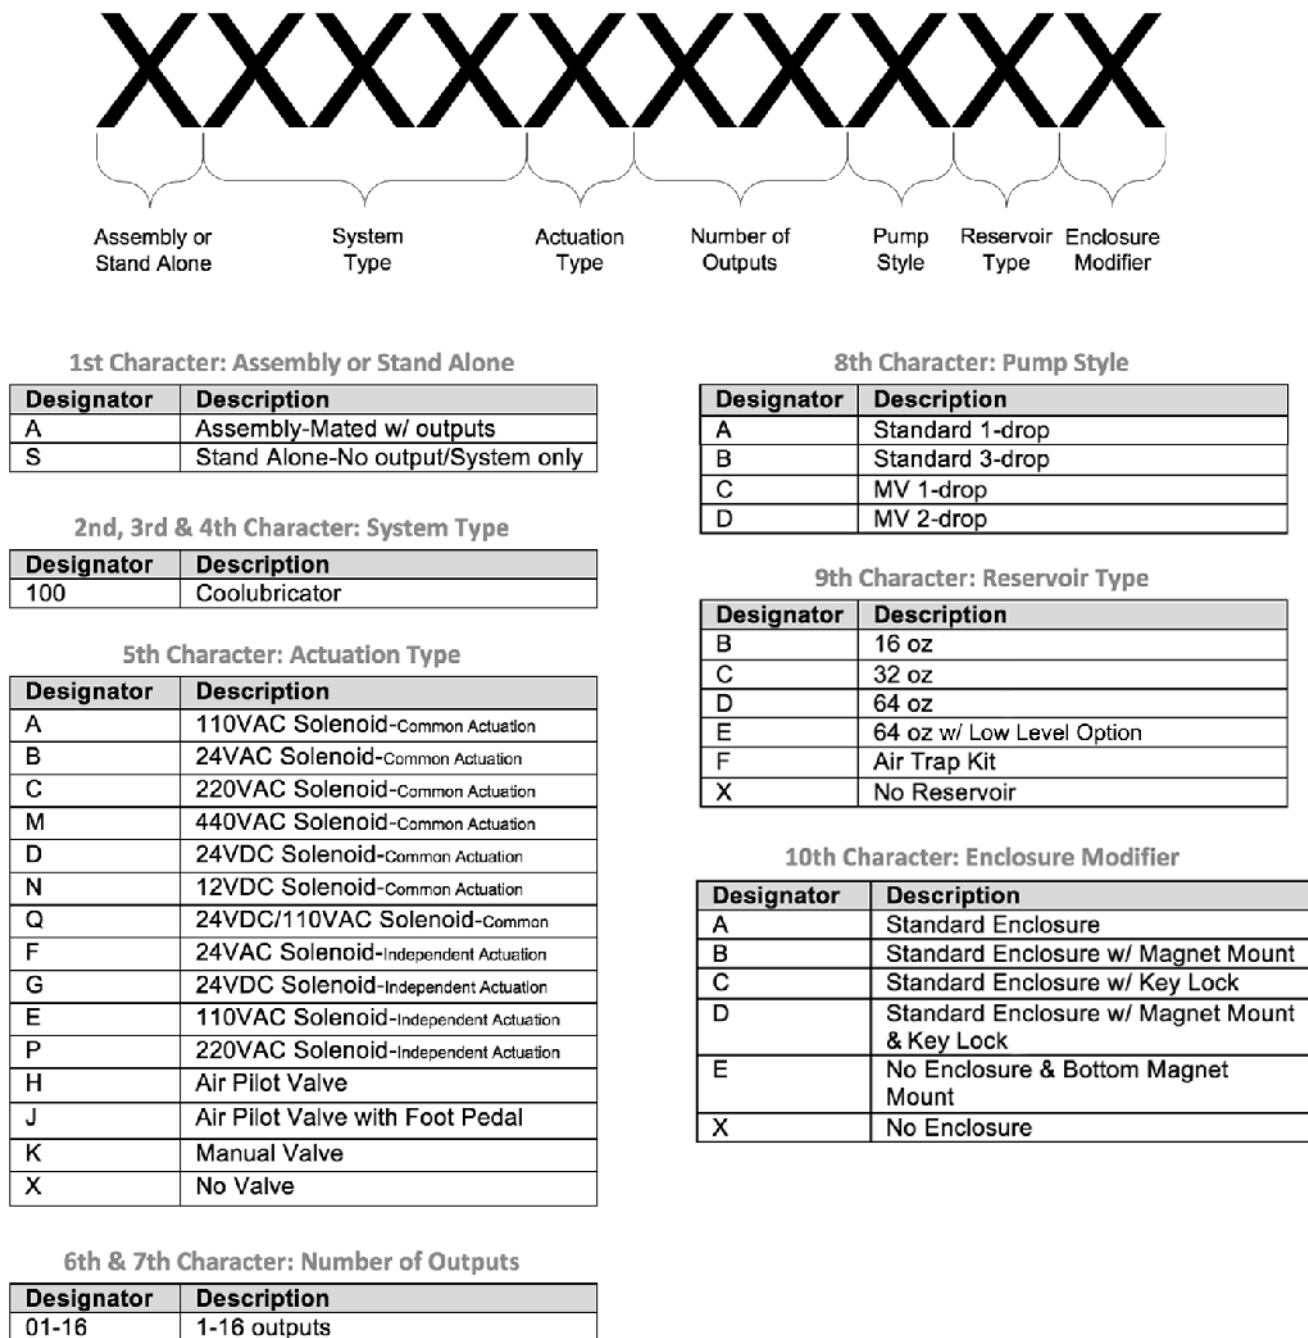 XXXXXXXXXX
Assembly or
Stand Alone
System
Type
Actuation
Type
Number of
Outputs
Pump
Style
Reservoir
Type
Enclosure
Modifier
1st Character: Assembly or Stand Alone
Designator Description
A Assembly-Mated w/ outputs
S Stand Alone-No output/System only
2nd, 3rd & 4th Character: System Type
Designator Description
100 Coolubricator
5th Character: Actuation Type
Designator Description
A 110VAC Solenoid-Common Actuation
B 24VAC Solenoid-Common Actuation
C 220VAC Solenoid-Common Actuation
M 440VAC Solenoid-Common Actuation
D 24VDC Solenoid-Common Actuation
N 12VDC Solenoid-Common Actuation
Q 24VDC/110VAC Solenoid-Common
F 24VAC Solenoid-Independent Actuation
G 24VDC Solenoid-Independent Actuation
E 110VAC Solenoid-Independent Actuation
P 220VAC Solenoid-Independent Actuation
H Air Pilot Valve
J Air Pilot Valve with Foot Pedal
K Manual Valve
X No Valve
6th & 7th Character: Number of Outputs
Designator Description
01-16 1-16 outputs
8th Character: Pump Style
Designator Description
A Standard 1-drop
B Standard 3-drop
C MV 1-drop
D MV 2-drop
9th Character: Reservoir Type
Designator Description
B 16 oz
C 32 oz
D 64 oz
E 64 oz w/ Low Level Option
F Air Trap Kit
X No Reservoir
10th Character: Enclosure Modifier
Designator Description
A Standard Enclosure
B Standard Enclosure w/ Magnet Mount
C Standard Enclosure w/ Key Lock
D Standard Enclosure w/ Magnet Mount
& Key Lock
E No Enclosure & Bottom Magnet
Mount
X No Enclosure